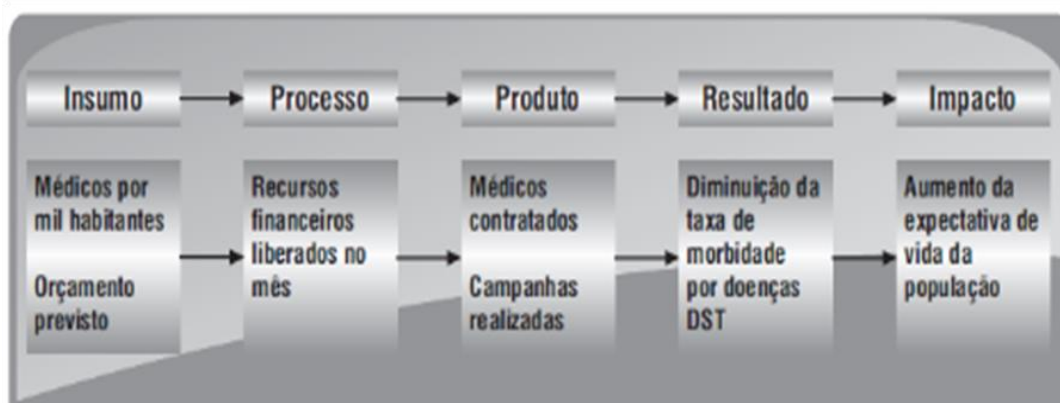 Insumo
Processo
Produto
Resultado
Impacto
Médicos por
mil habitantes
Orçamento
previsto
Recursos
financeiros
liberados no
mês
Médicos
contratados
Campanhas
realizadas
Diminuição da
taxa de
morbidade
por doenças
DST
Aumento da
expectativa de
vida da
população